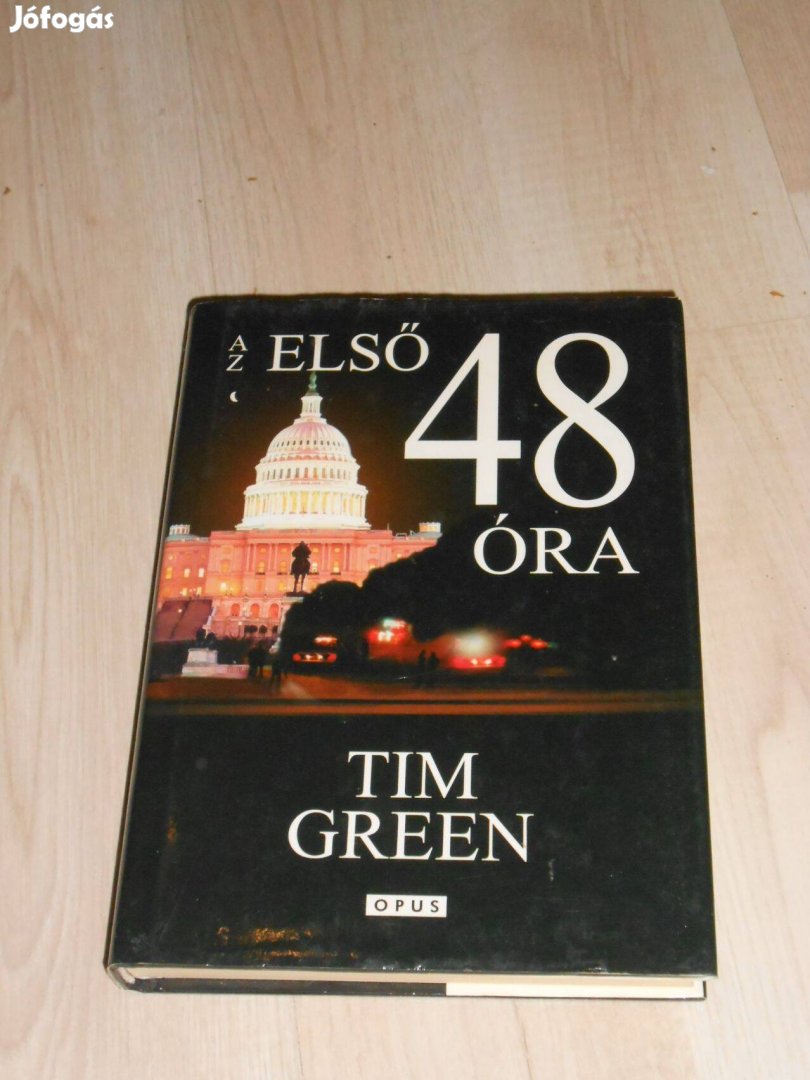 Jófogás
AZ ELSŐ 48
ÓRA
TIM
GREEN
OPUS